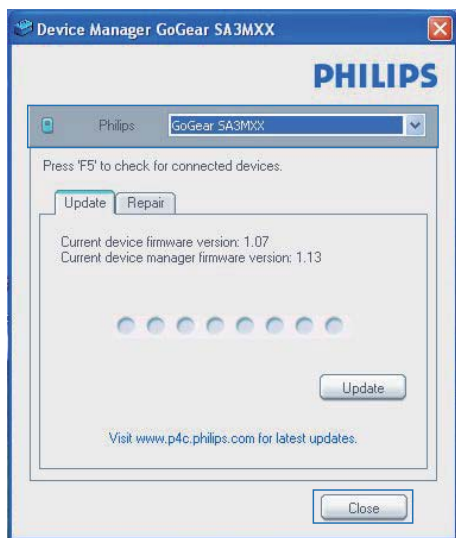 Device Manager GoGear SA3MXX
PHILIPS
Philips GoGear SA3MXX
Press 'F5' to check for connected devices.
Update Repair
Current device firmware version: 1.07
Current device manager firmware version: 1.13
Update
Visit www.p4c.philips.com for latest updates.
Close